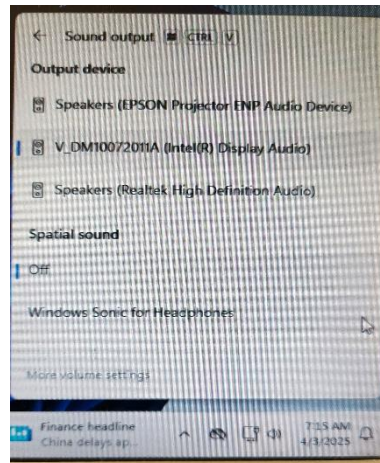 Sound output CTRL V
Output device
Speakers (EPSON Projector ENP Audio Device)
V_DM10072011A (Intel(R) Display Audio)
Speakers (Realtek High Definition Audio)
Spatial sound
Off
Windows Sonic for Headphones
More volume settings
Finance headline
China delays ap...
7:15 AM
4/3/2025